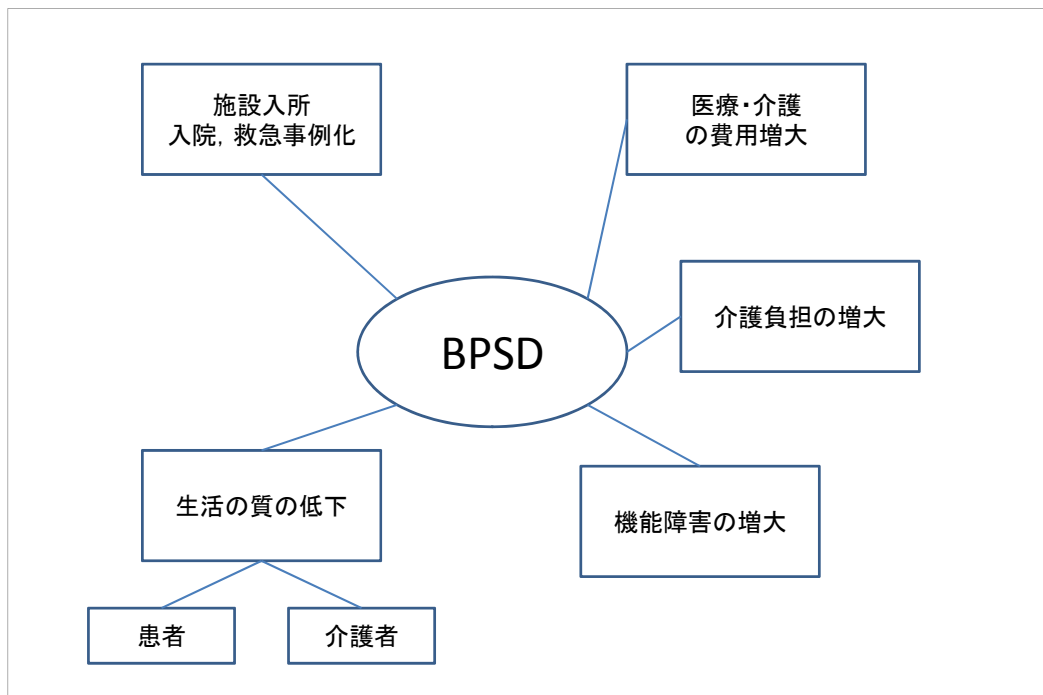 施設入所
入院，救急事例化
医療・介護
の費用増大
介護負担の増大
BPSD
生活の質の低下
機能障害の増大
患者
介護者